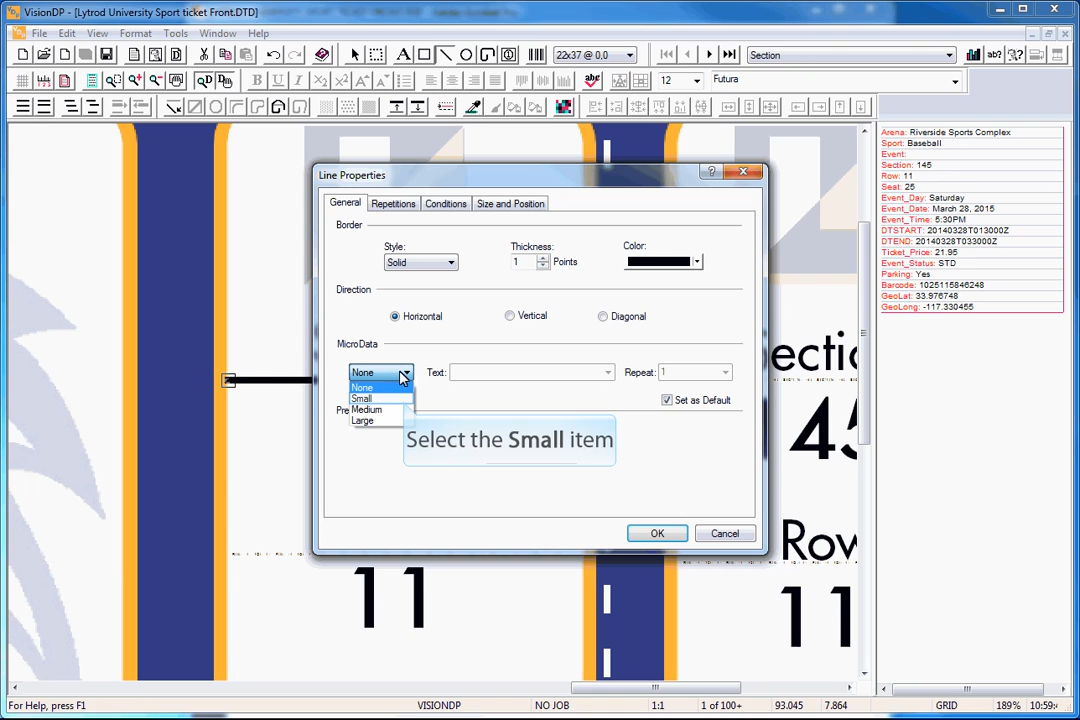 VisionDP - [Lytrod University Sport ticket Front.DTD]
File Edit View Format Tools Window Help
22x37 @ 0,0
Section
B I U
abc
12
Futura
Line Properties
General Repetitions Conditions Size and Position
Border
Style:
Solid
Thickness:
1 Points
Color:
Direction
Horizontal
Vertical
Diagonal
MicroData
None
Text:
Repeat: 1
None
Small
Medium
Large
Set as Default
Pre
Select the Small item
OK
Cancel
ectio
45
Row
11
11
Arena: Riverside Sports Complex
Sport: Baseball
Event:
Section: 145
Row: 11
Seat: 25
Event_Day: Saturday
Event_Date: March 28, 2015
Event_Time: 5:30PM
DTSTART: 20140328T013000Z
DTEND: 20140328T033000Z
Ticket_Price: 21.95
Event_Status: STD
Parking: Yes
Barcode: 1025115846248
GeoLat: 33.976748
GeoLong: -117.330455
For Help, press F1
VISIONDP
NO JOB
1:1
1 of 100+
93.045
7.864
GRID
189%
10:59: